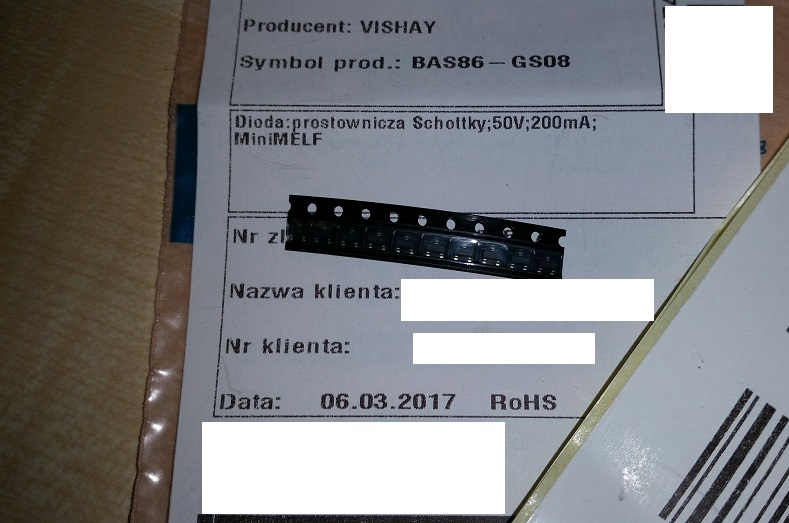 Producent: VISHAY
Symbol prod.: BAS86–GS08
Dioda:prostownicza Schottky;50V;200mA;
MiniMELF
Nr
Nazwa klienta:
Nr klienta:
Data: 06.03.2017 RoHS